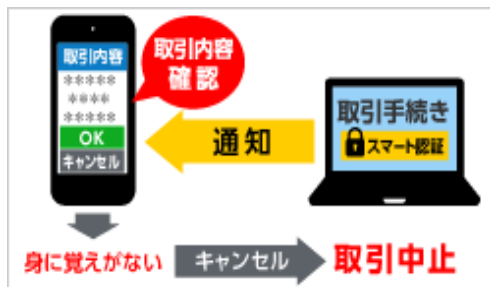 取引内容
*****
****
*****
OK
キャンセル
取引内容
確認
通知
取引手続き
スマート認証
身に覚えがない
キャンセル
取引中止